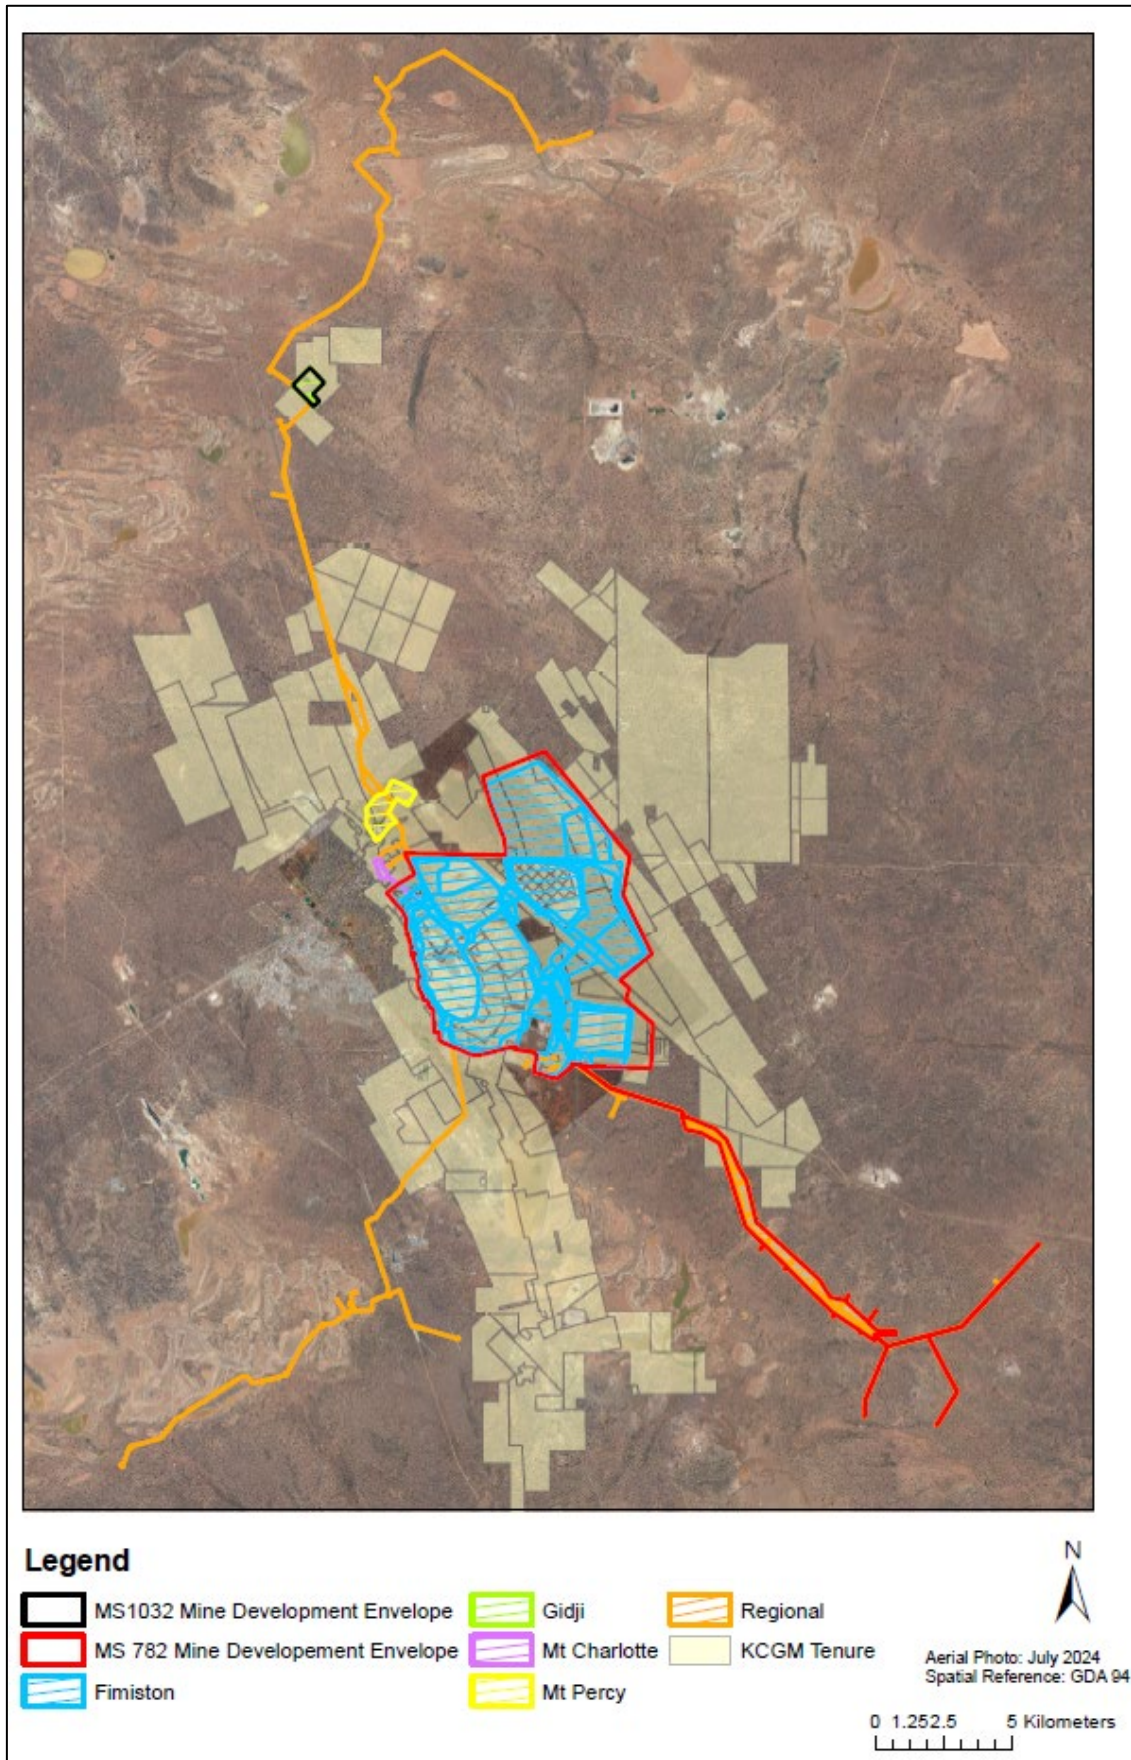 Legend
MS1032 Mine Development Envelope
MS 782 Mine Developement Envelope
Fimiston
Gidji
Mt Charlotte
Mt Percy
Regional
KCGM Tenure
N
Aerial Photo: July 2024
Spatial Reference: GDA 94
0 1.252.5 5 Kilometers